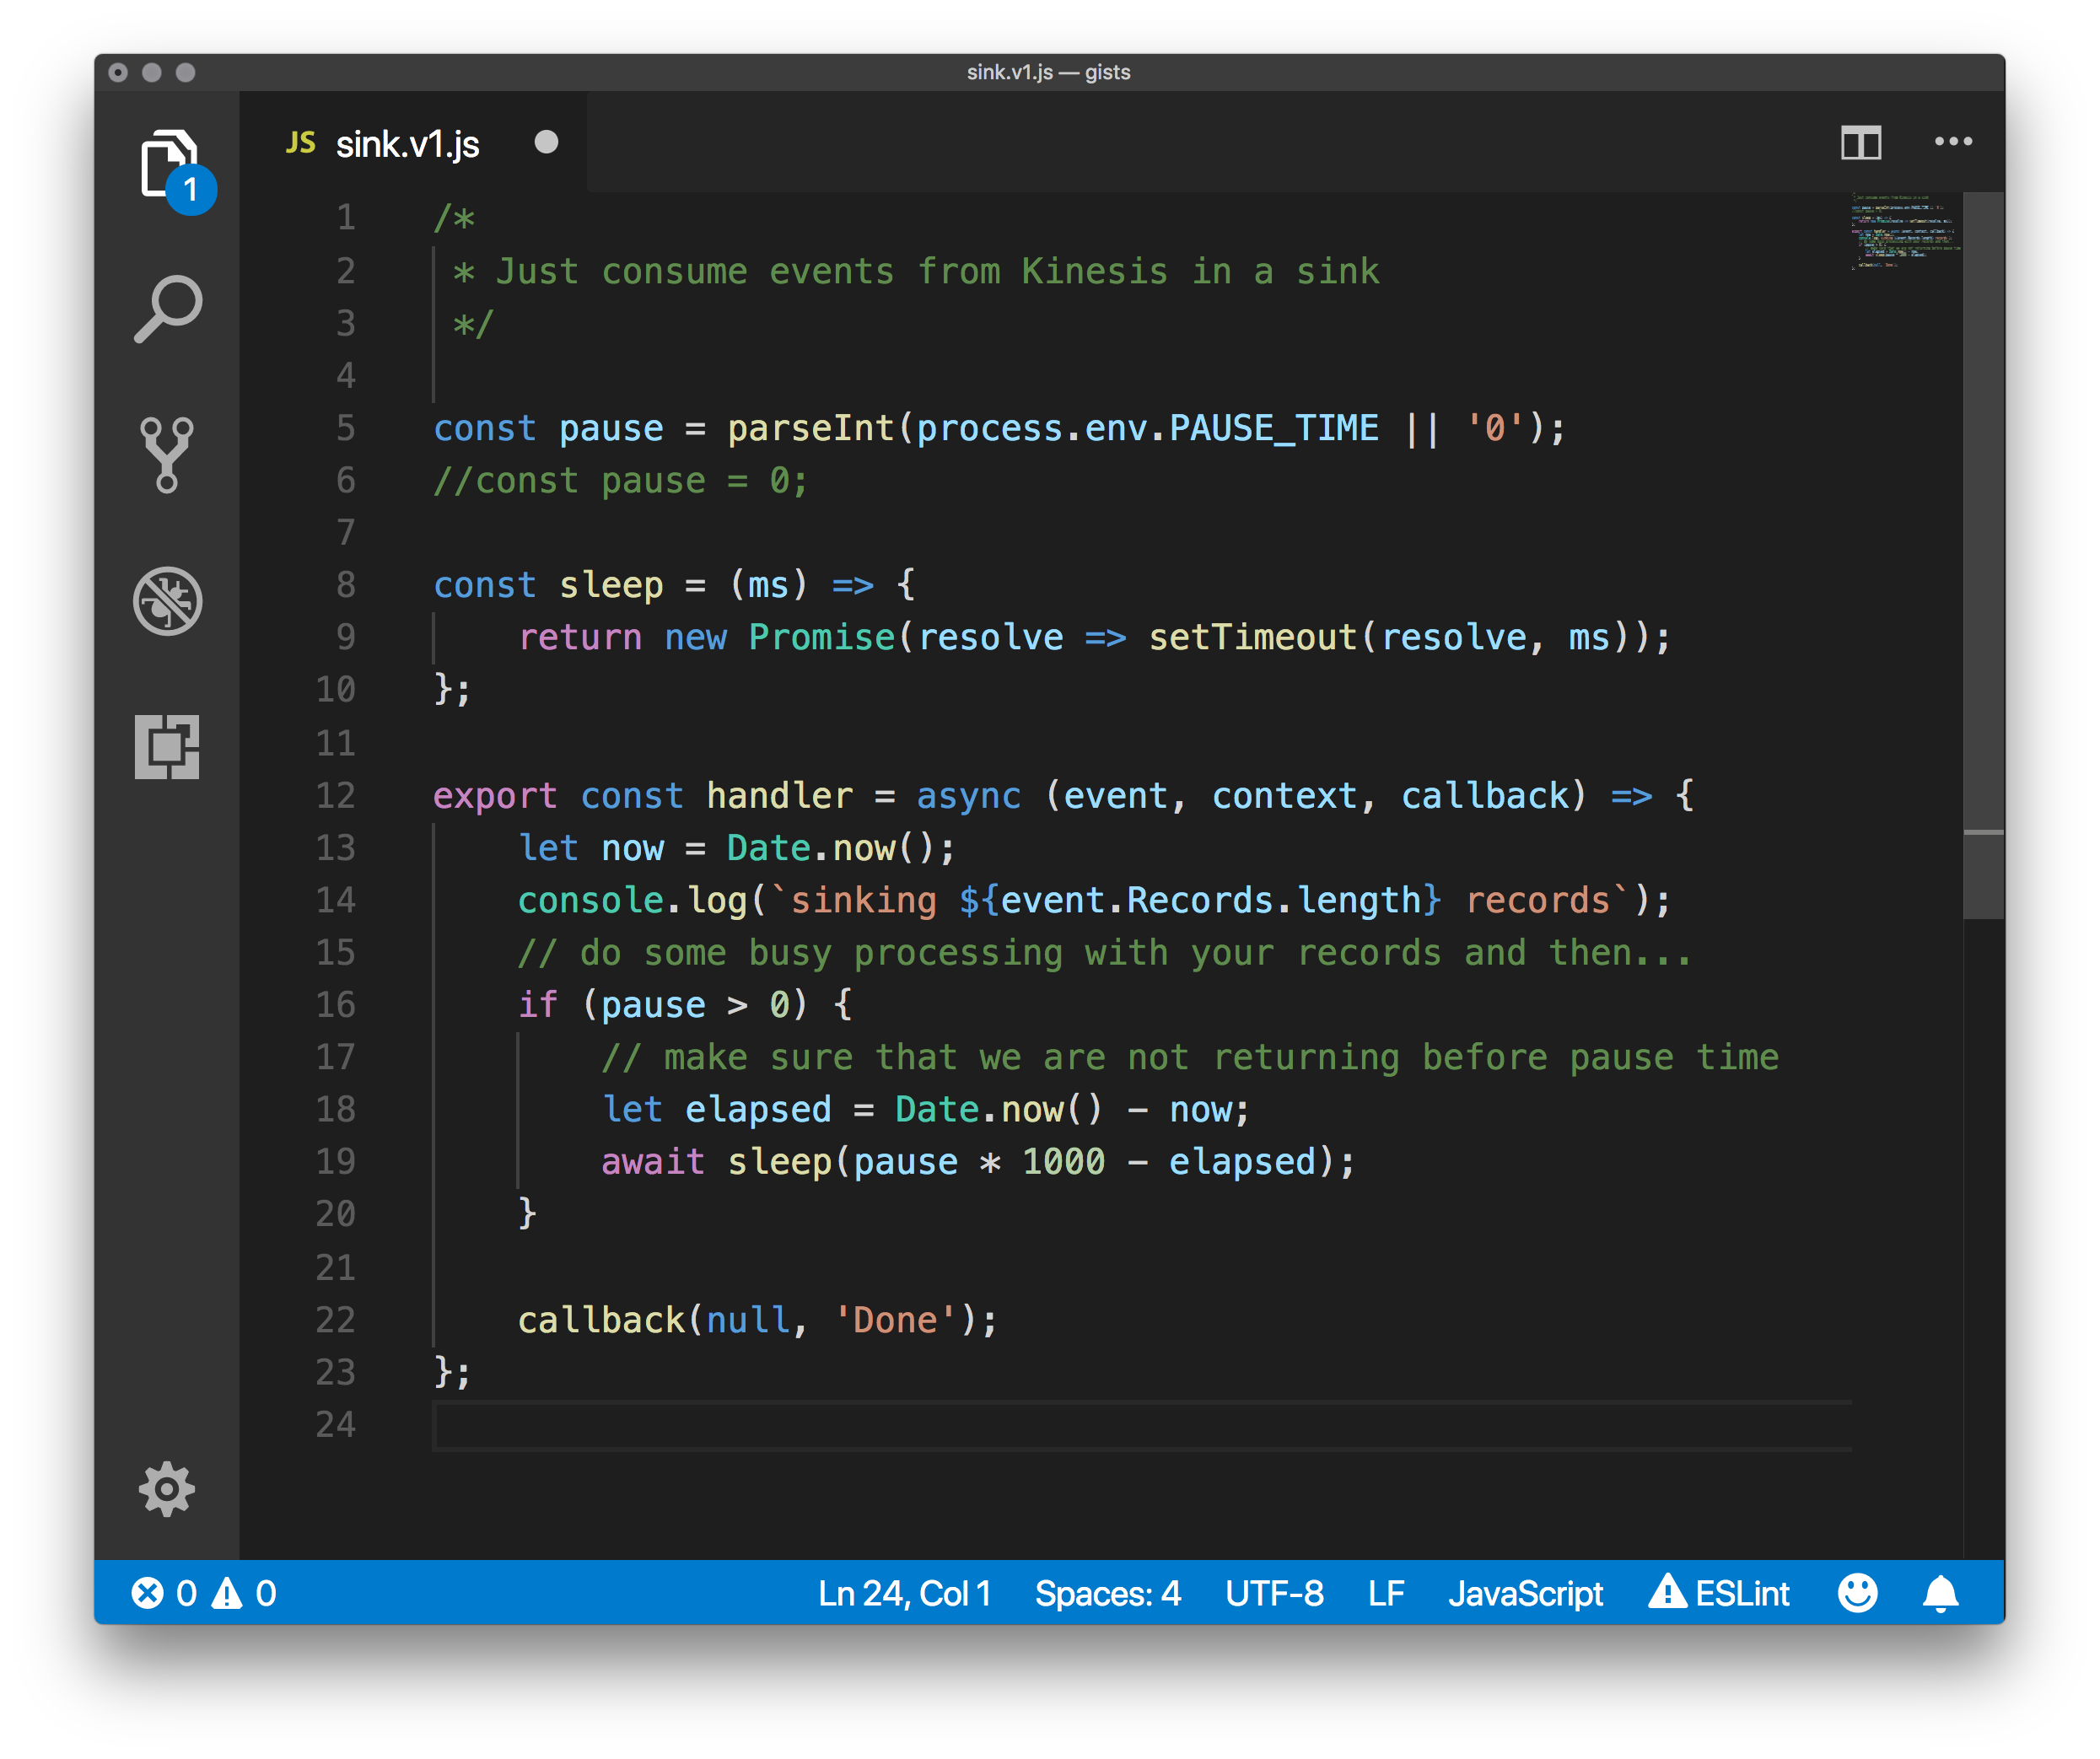 sink.v1.js — gists
JS sink.v1.js
1
1 /*
2  * Just consume events from Kinesis in a sink
3  */
4
5 const pause = parseInt(process.env.PAUSE_TIME || '0');
6 //const pause = 0;
7
8 const sleep = (ms) => {
9     return new Promise(resolve => setTimeout(resolve, ms));
10 };
11
12 export const handler = async (event, context, callback) => {
13     let now = Date.now();
14     console.log(`sinking ${event.Records.length} records`);
15     // do some busy processing with your records and then...
16     if (pause > 0) {
17         // make sure that we are not returning before pause time
18         let elapsed = Date.now() - now;
19         await sleep(pause * 1000 - elapsed);
20     }
21
22     callback(null, 'Done');
23 };
24
0 0 Ln 24, Col 1 Spaces: 4 UTF-8 LF JavaScript ESLint